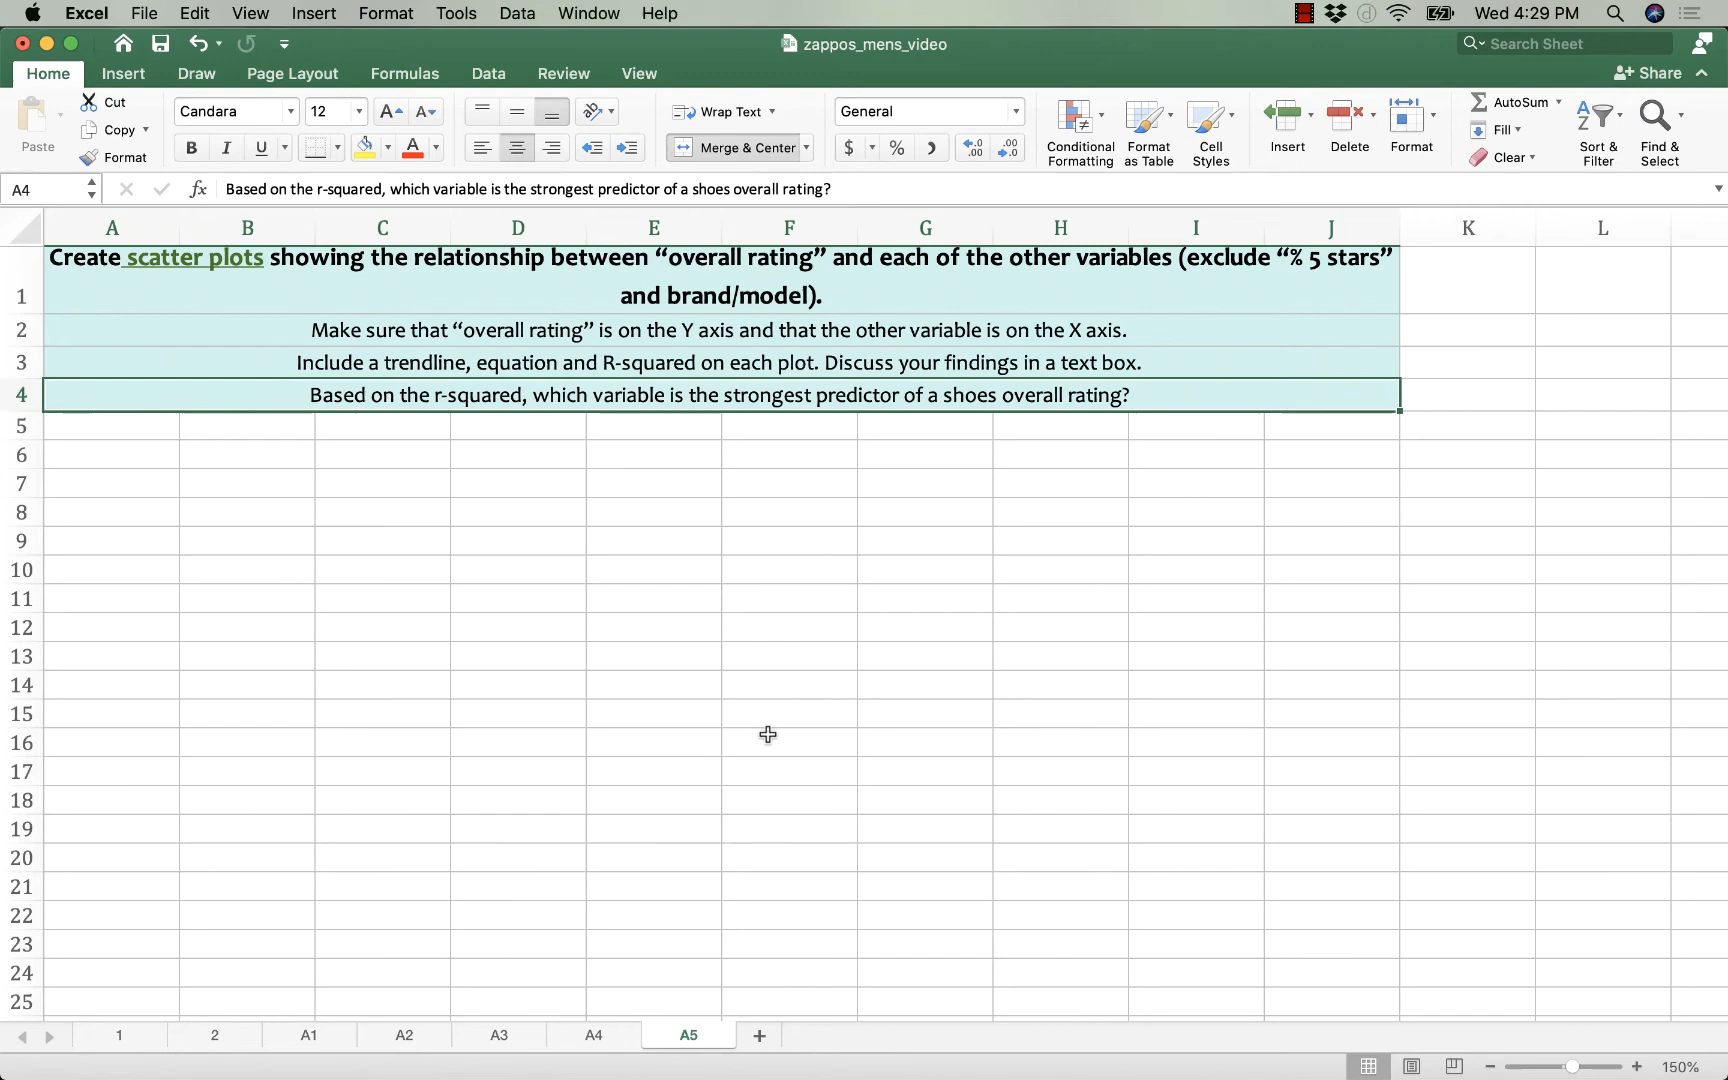 Excel File Edit View Insert Format Tools Data Window Help Wed 4:29 PM
zappos_mens_video Search Sheet
Home Insert Draw Page Layout Formulas Data Review View Share
Paste Cut Copy Format
Candara 12 A A
B I U A
Wrap Text
Merge & Center
General
$ % .00 .00
Conditional Formatting
Format as Table
Cell Styles
Insert Delete Format
AutoSum
Fill
Clear
Sort & Filter
Find & Select
A4 fx Based on the r-squared, which variable is the strongest predictor of a shoes overall rating?
A B C D E F G H I J K L
Create scatter plots showing the relationship between “overall rating” and each of the other variables (exclude “% 5 stars”
1 and brand/model).
2 Make sure that “overall rating” is on the Y axis and that the other variable is on the X axis.
3 Include a trendline, equation and R-squared on each plot. Discuss your findings in a text box.
4 Based on the r-squared, which variable is the strongest predictor of a shoes overall rating?
5
6
7
8
9
10
11
12
13
14
15
16
17
18
19
20
21
22
23
24
25
1 2 A1 A2 A3 A4 A5 +
150%